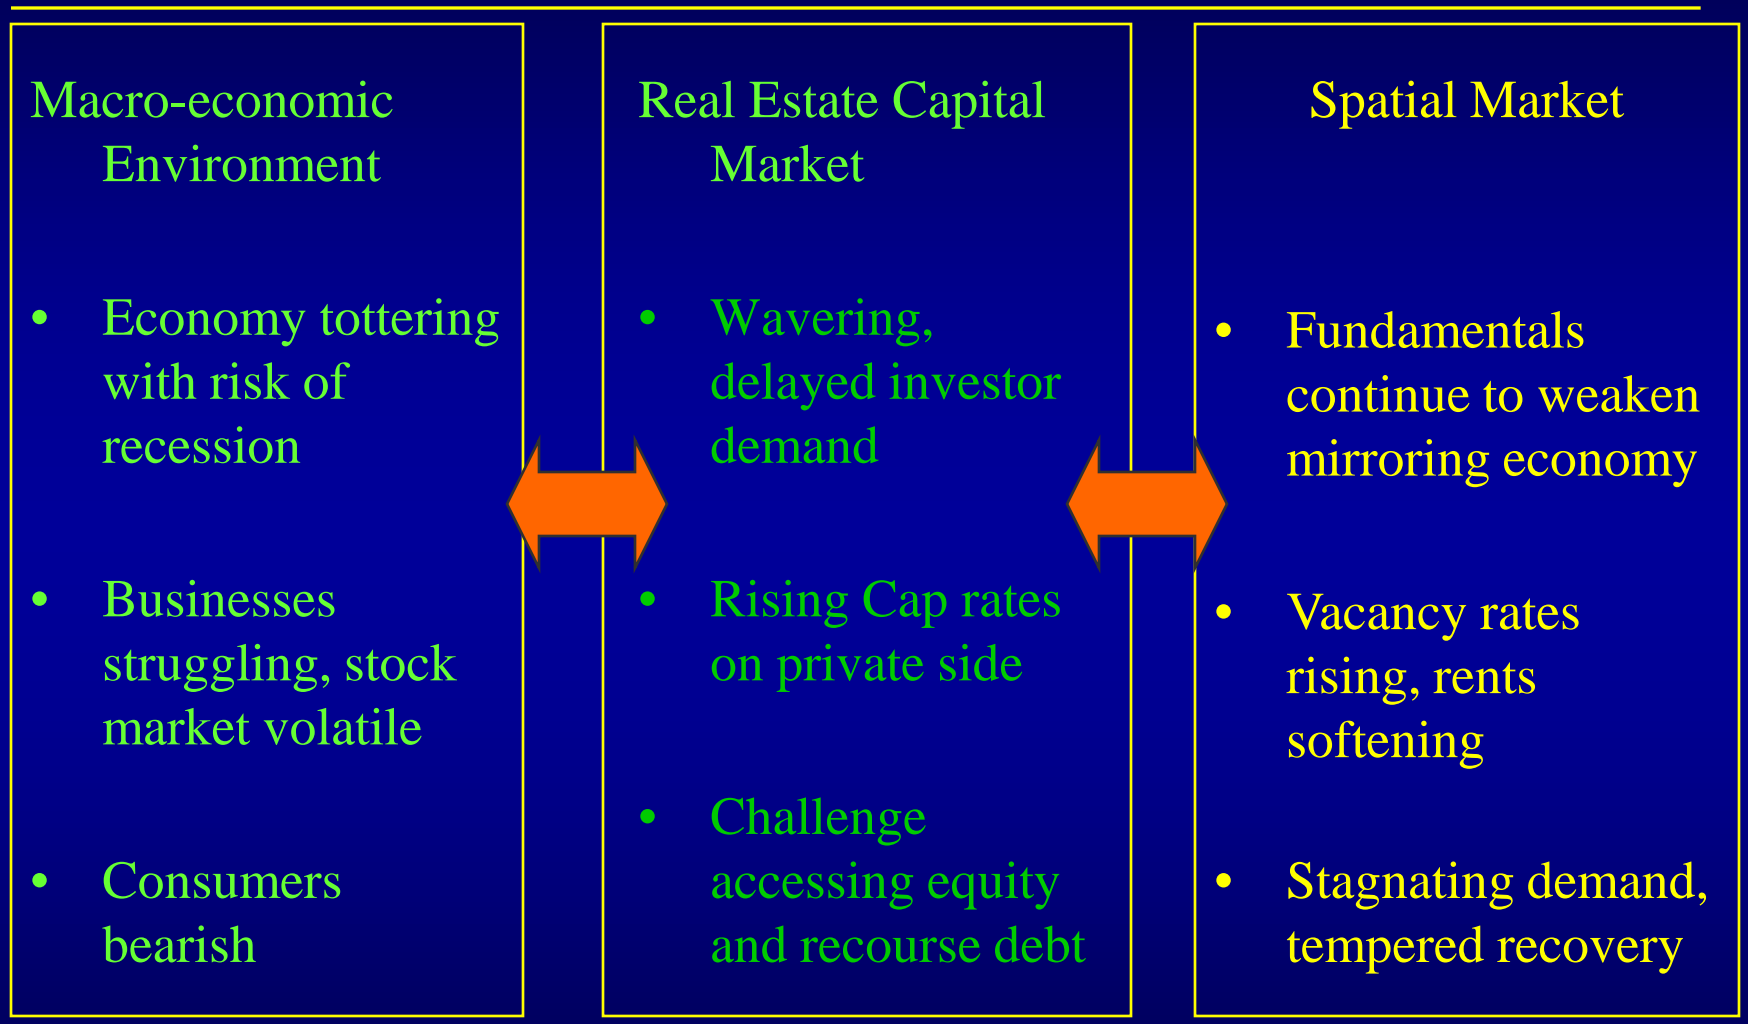 Macro-economic
Environment
• Economy tottering
with risk of
recession
• Businesses
struggling, stock
market volatile
• Consumers
bearish
Real Estate Capital
Market
• Wavering,
delayed investor
demand
• Rising Cap rates
on private side
• Challenge
accessing equity
and recourse debt
Spatial Market
• Fundamentals
continue to weaken
mirroring economy
• Vacancy rates
rising, rents
softening
• Stagnating demand,
tempered recovery